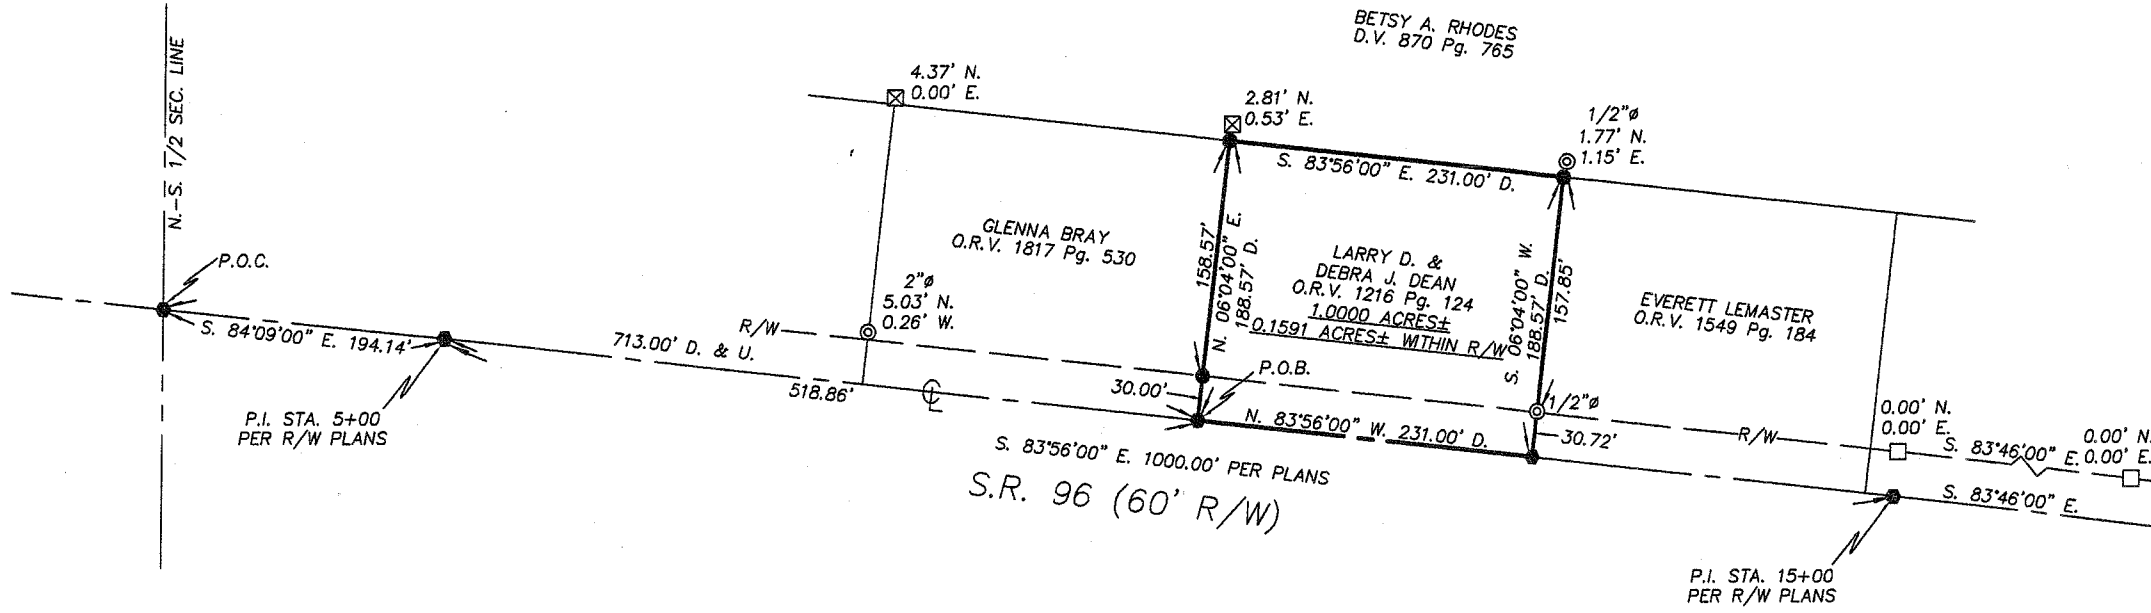 BETSY A. RHODES
D.V. 870 Pg. 765
N.-S. 1/2 SEC. LINE
4.37' N.
0.00' E.
2.81' N.
0.53' E.
1/2"ø
1.77' N.
1.15' E.
S. 83°56'00" E. 231.00' D.
GLENNA BRAY
O.R.V. 1817 Pg. 530
158.57'
N. 06°04'00" E.
188.57' D.
LARRY D. &
DEBRA J. DEAN
O.R.V. 1216 Pg. 124
1.0000 ACRES±
0.1591 ACRES± WITHIN R/W
S. 06°04'00" W.
188.57' D.
157.85'
EVERETT LEMASTER
O.R.V. 1549 Pg. 184
P.O.C.
2"ø
5.03' N.
0.26' W.
S. 84°09'00" E. 194.14'
R/W
713.00' D. & U.
518.86'
CL
30.00'
P.O.B.
1/2"ø
N. 83°56'00" W. 231.00' D.
30.72'
R/W
0.00' N.
0.00' E.
S. 83°46'00" E.
0.00' N.
0.00' E.
S. 83°46'00" E.
P.I. STA. 5+00
PER R/W PLANS
S. 83°56'00" E. 1000.00' PER PLANS
S.R. 96 (60' R/W)
P.I. STA. 15+00
PER R/W PLANS